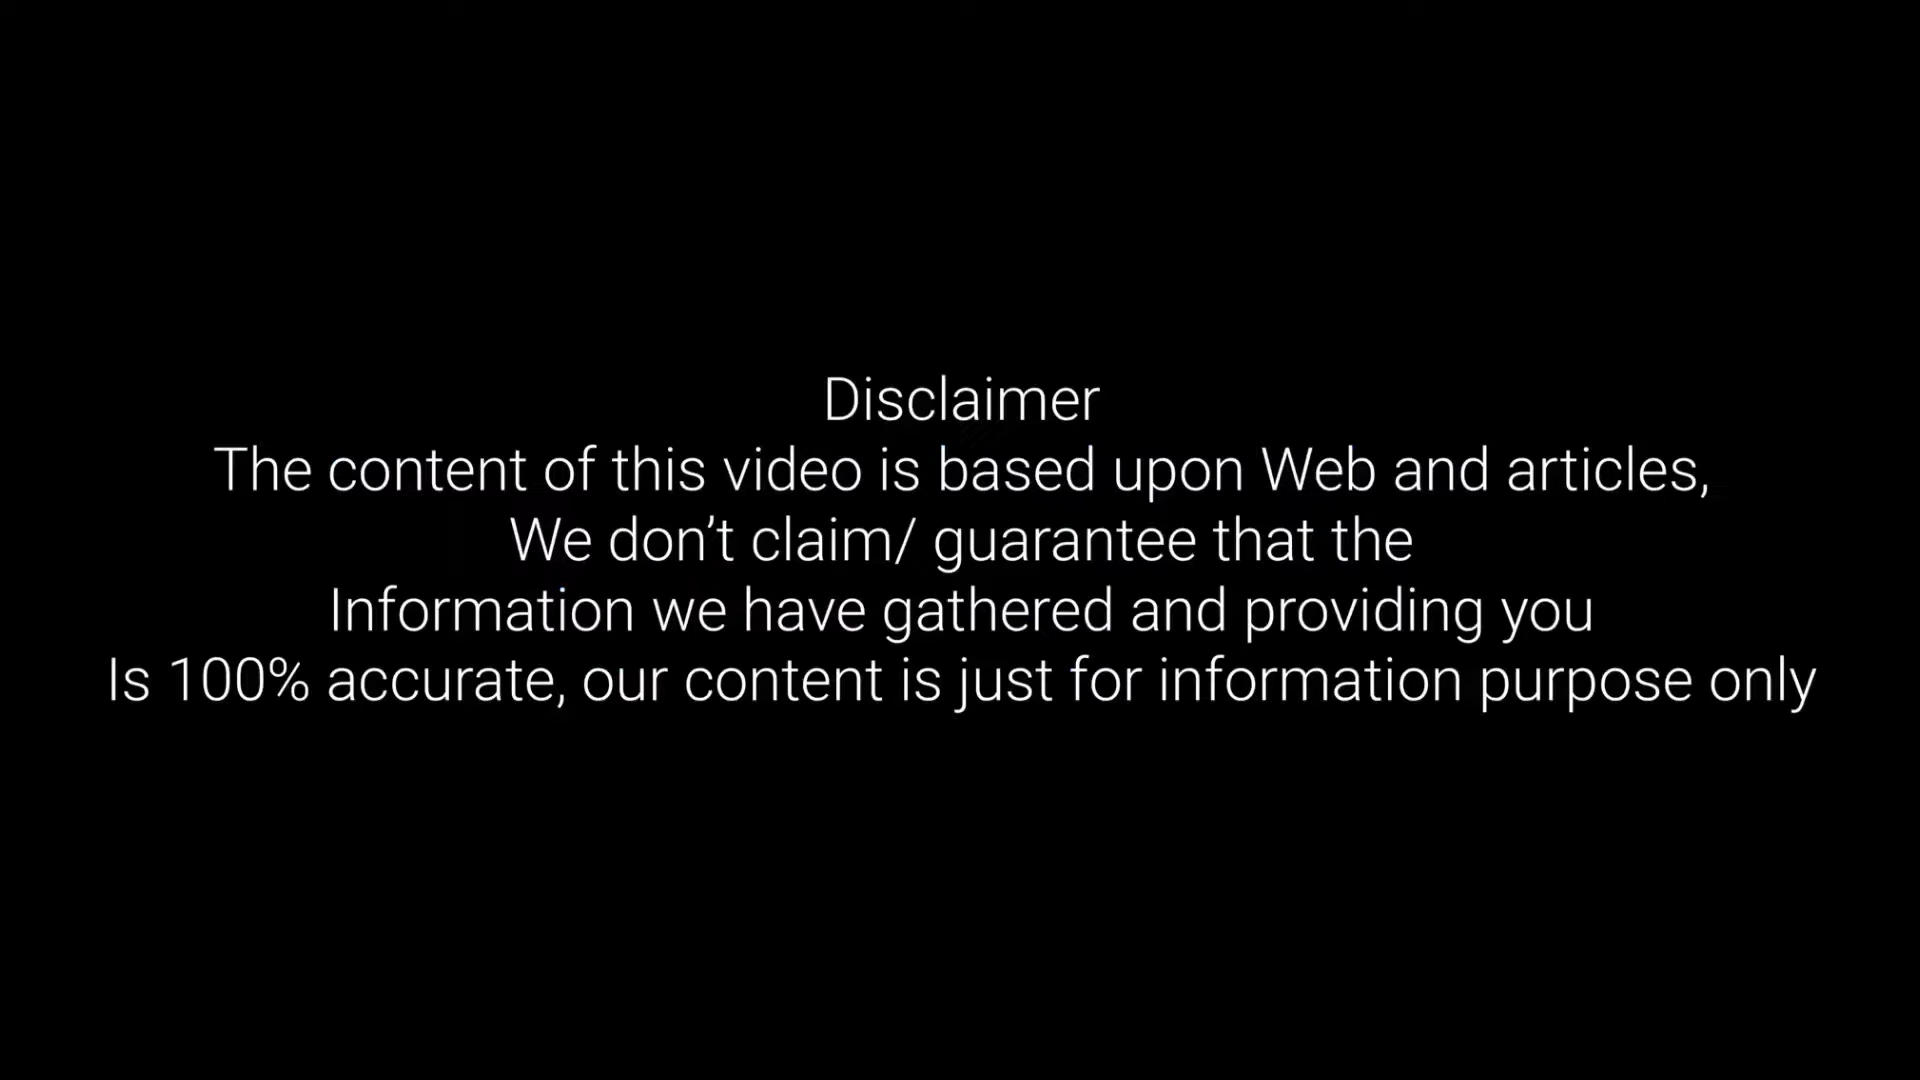 Disclaimer
The content of this video is based upon Web and articles,
We don’t claim/ guarantee that the
Information we have gathered and providing you
Is 100% accurate, our content is just for information purpose only